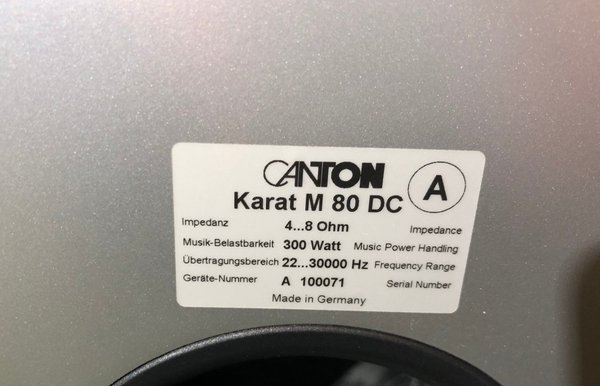 CANTON
Karat M 80 DC
A
Impedanz 4...8 Ohm Impedance
Musik-Belastbarkeit 300 Watt Music Power Handling
Übertragungsbereich 22...30000 Hz Frequency Range
Geräte-Nummer A 100071 Serial Number
Made in Germany